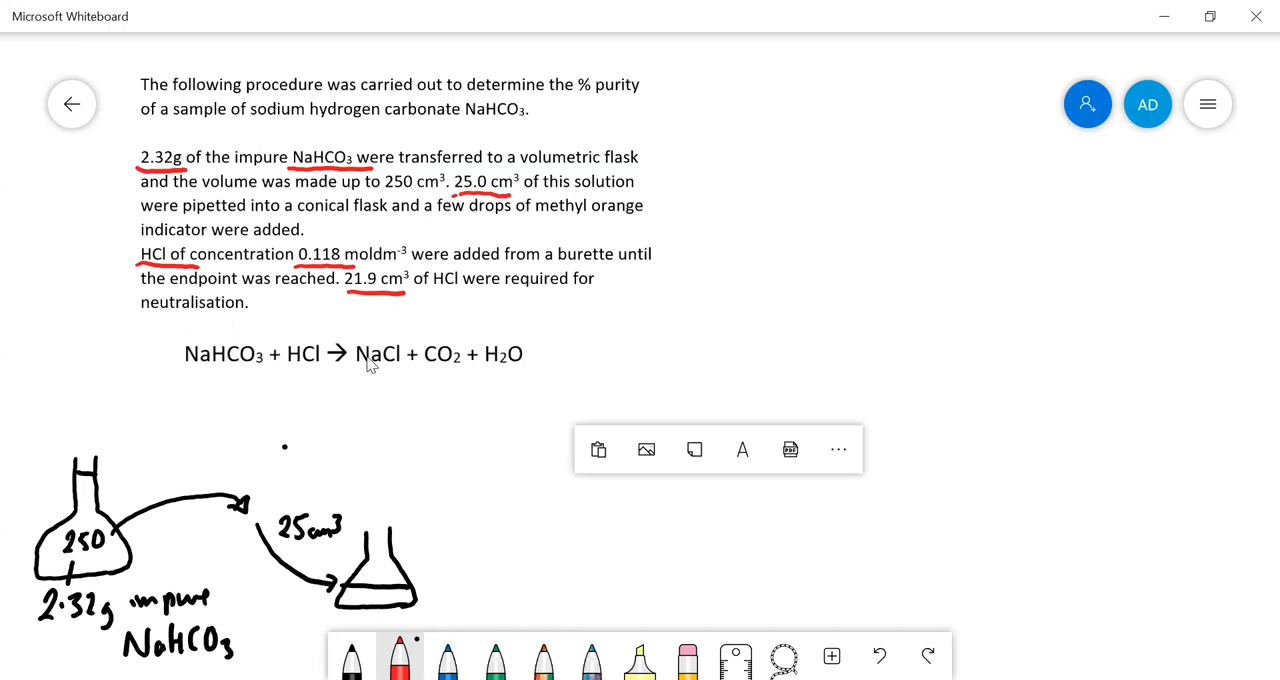 Microsoft Whiteboard
The following procedure was carried out to determine the % purity
of a sample of sodium hydrogen carbonate NaHCO₃.
AD
2.32g of the impure NaHCO₃ were transferred to a volumetric flask
and the volume was made up to 250 cm³. 25.0 cm³ of this solution
were pipetted into a conical flask and a few drops of methyl orange
indicator were added.
HCl of concentration 0.118 moldm⁻³ were added from a burette until
the endpoint was reached. 21.9 cm³ of HCl were required for
neutralisation.
NaHCO₃ + HCl → NaCl + CO₂ + H₂O
A
PDF
250
25cm³
2.32g impure
NaHCO₃